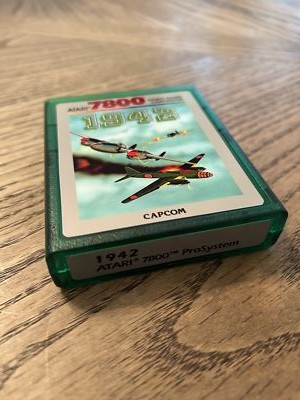 ATARI 7800
1942
CAPCOM
1942
ATARI® 7800™ ProSystem